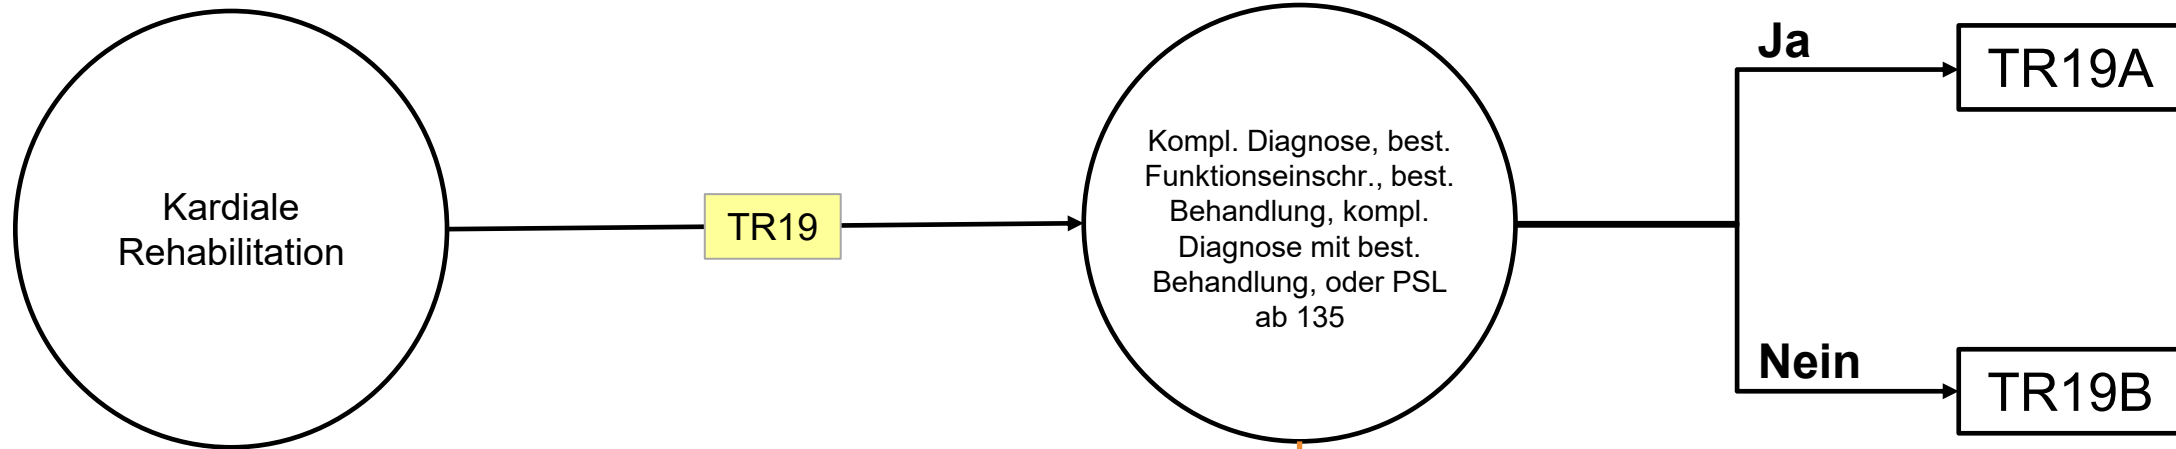 Kardiale
Rehabilitation
TR19
Kompl. Diagnose, best.
Funktionseinschr., best.
Behandlung, kompl.
Diagnose mit best.
Behandlung, oder PSL
ab 135
Ja
TR19A
Nein
TR19B